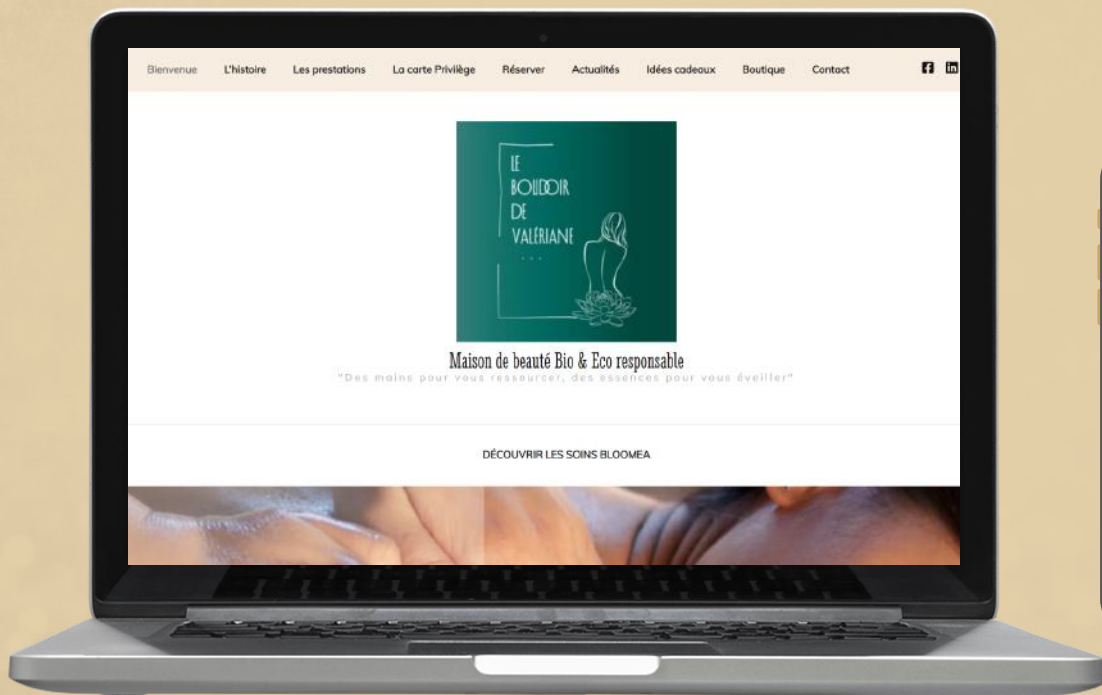 Bienvenue L'histoire Les prestations La carte Privilège Réserver Actualités Idées cadeaux Boutique Contact
LE
BOUDOIR
DE
VALÉRIANE
...
Maison de beauté Bio & Eco responsable
"Des mains pour vous ressourcer, des essences pour vous éveiller"
DÉCOUVRIR LES SOINS BLOOMEA